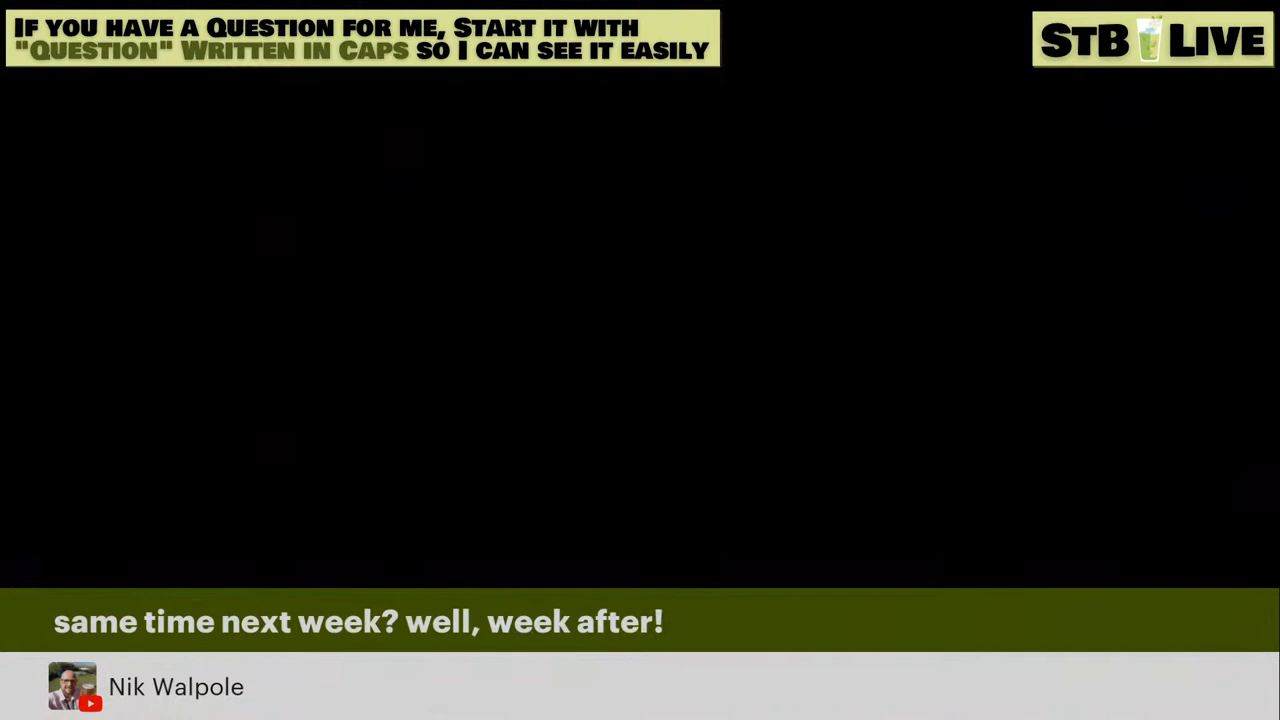 If you have a Question for me, Start it with
"Question" Written in Caps so I can see it easily
StB Live
same time next week? well, week after!
Nik Walpole